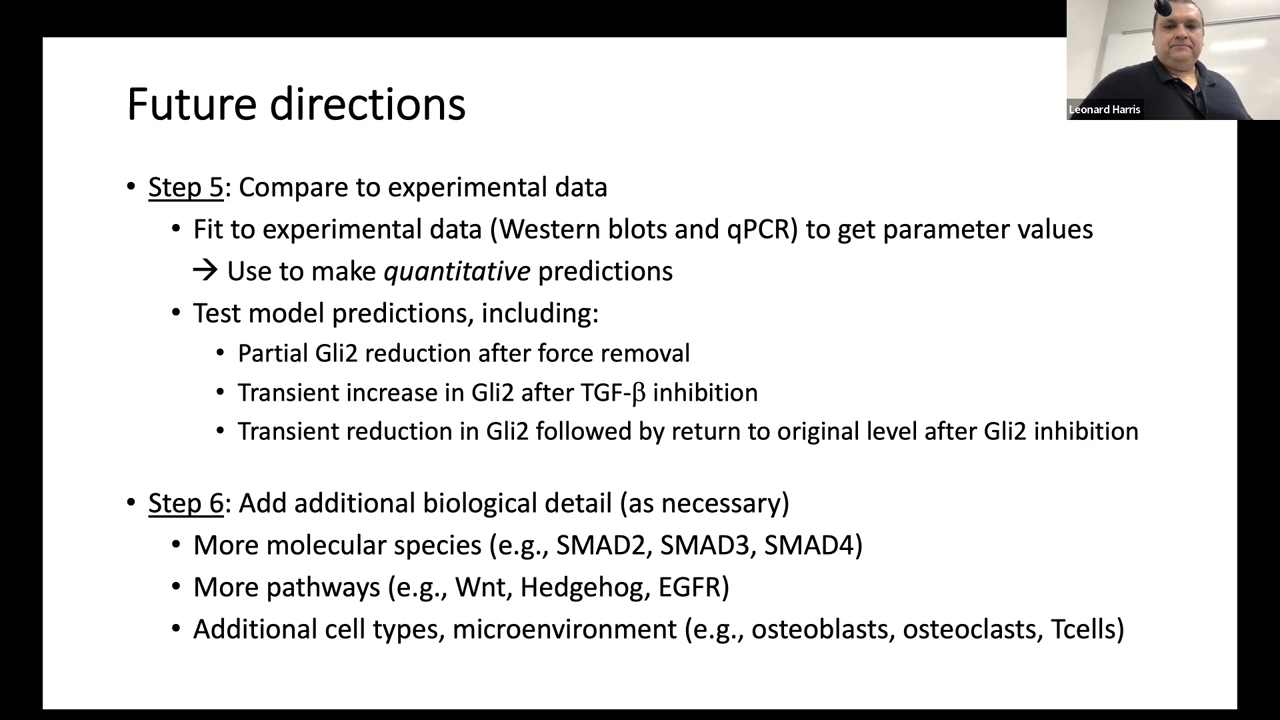 Leonard Harris
Future directions
• Step 5: Compare to experimental data
• Fit to experimental data (Western blots and qPCR) to get parameter values
→ Use to make quantitative predictions
• Test model predictions, including:
• Partial Gli2 reduction after force removal
• Transient increase in Gli2 after TGF-β inhibition
• Transient reduction in Gli2 followed by return to original level after Gli2 inhibition
• Step 6: Add additional biological detail (as necessary)
• More molecular species (e.g., SMAD2, SMAD3, SMAD4)
• More pathways (e.g., Wnt, Hedgehog, EGFR)
• Additional cell types, microenvironment (e.g., osteoblasts, osteoclasts, Tcells)